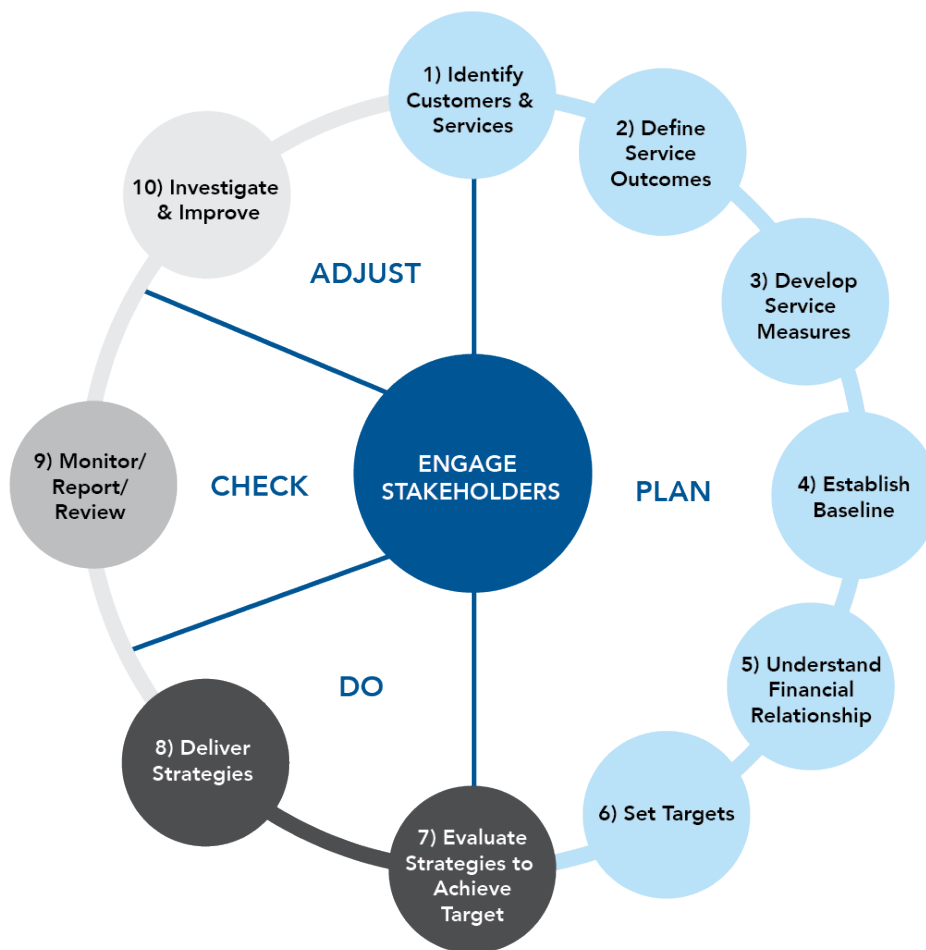 1) Identify
Customers &
Services
2) Define
Service
Outcomes
3) Develop
Service
Measures
4) Establish
Baseline
5) Understand
Financial
Relationship
6) Set Targets
7) Evaluate
Strategies to
Achieve
Target
8) Deliver
Strategies
9) Monitor/
Report/
Review
10) Investigate
& Improve
ADJUST
CHECK
DO
PLAN
ENGAGE
STAKEHOLDERS